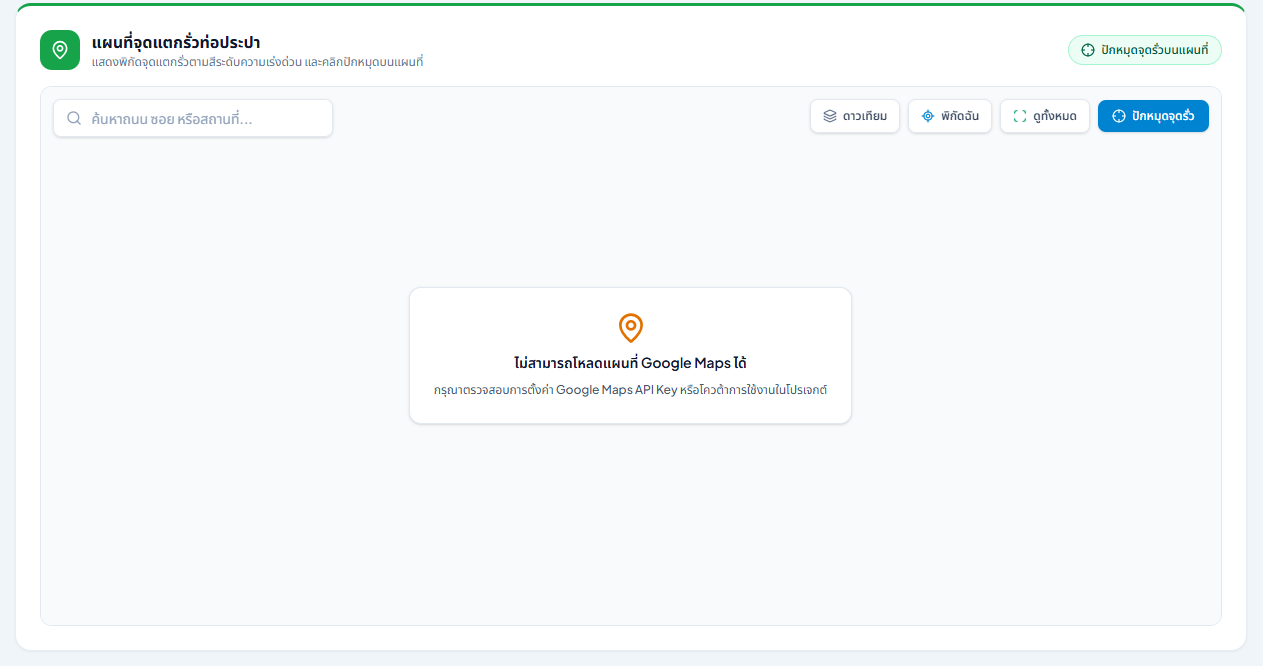 แผนที่จุดแตกรั่วท่อประปา
แสดงพิกัดจุดแตกรั่วตามสีระดับความเร่งด่วน และคลิกปักหมุดบนแผนที่
ปักหมุดจุดรั่วบนแผนที่
ค้นหาถนน ซอย หรือสถานที่...
ดาวเทียม
พิกัดฉัน
ดูทั้งหมด
ปักหมุดจุดรั่ว
ไม่สามารถโหลดแผนที่ Google Maps ได้
กรุณาตรวจสอบการตั้งค่า Google Maps API Key หรือโควต้าการใช้งานในโปรเจกต์